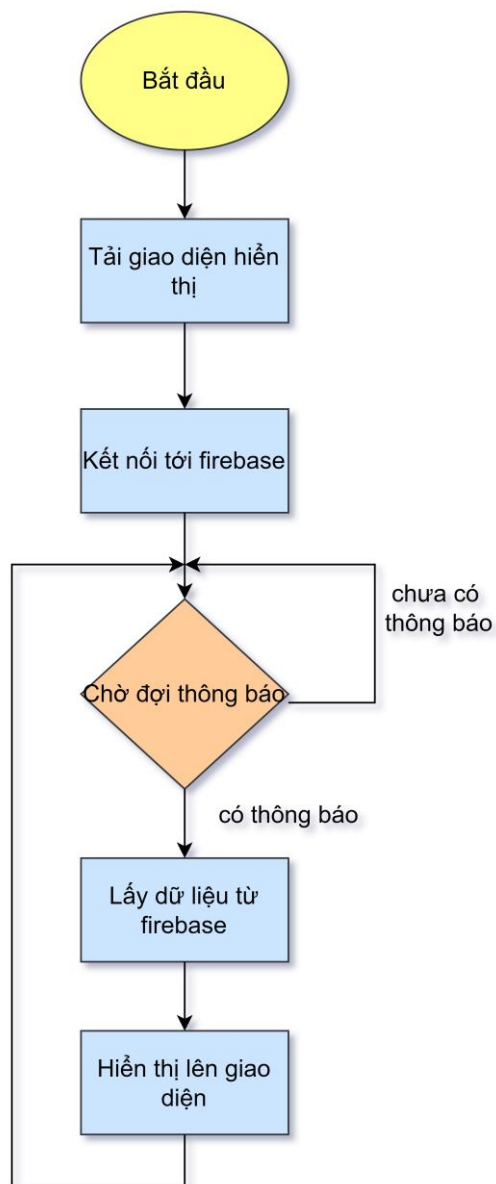 Bắt đầu
Tải giao diện hiển
thị
Kết nối tới firebase
chưa có
thông báo
Chờ đợi thông báo
có thông báo
Lấy dữ liệu từ
firebase
Hiển thị lên giao
diện